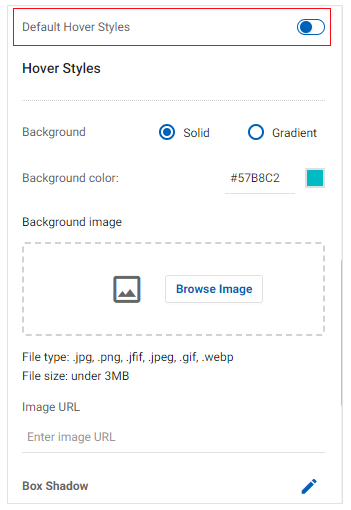 Default Hover Styles
Hover Styles
Background Solid Gradient
Background color: #57B8C2
Background image
Browse Image
File type: .jpg, .png, .jfif, .jpeg, .gif, .webp
File size: under 3MB
Image URL
Enter image URL
Box Shadow